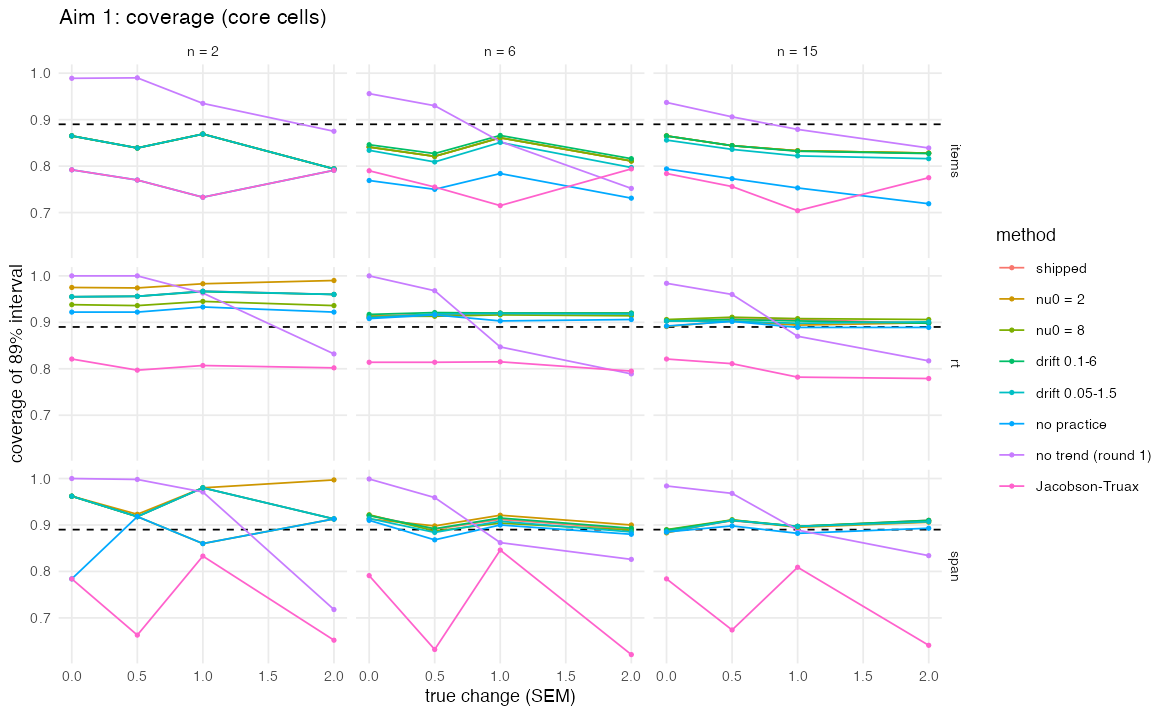 Aim 1: coverage (core cells)
n = 2
n = 6
n = 15
1.0
0.9
0.8
0.7
items
1.0
0.9
0.8
0.7
rt
1.0
0.9
0.8
0.7
span
coverage of 89% interval
0.0 0.5 1.0 1.5 2.0
0.0 0.5 1.0 1.5 2.0
0.0 0.5 1.0 1.5 2.0
true change (SEM)
method
shipped
nu0 = 2
nu0 = 8
drift 0.1-6
drift 0.05-1.5
no practice
no trend (round 1)
Jacobson-Truax